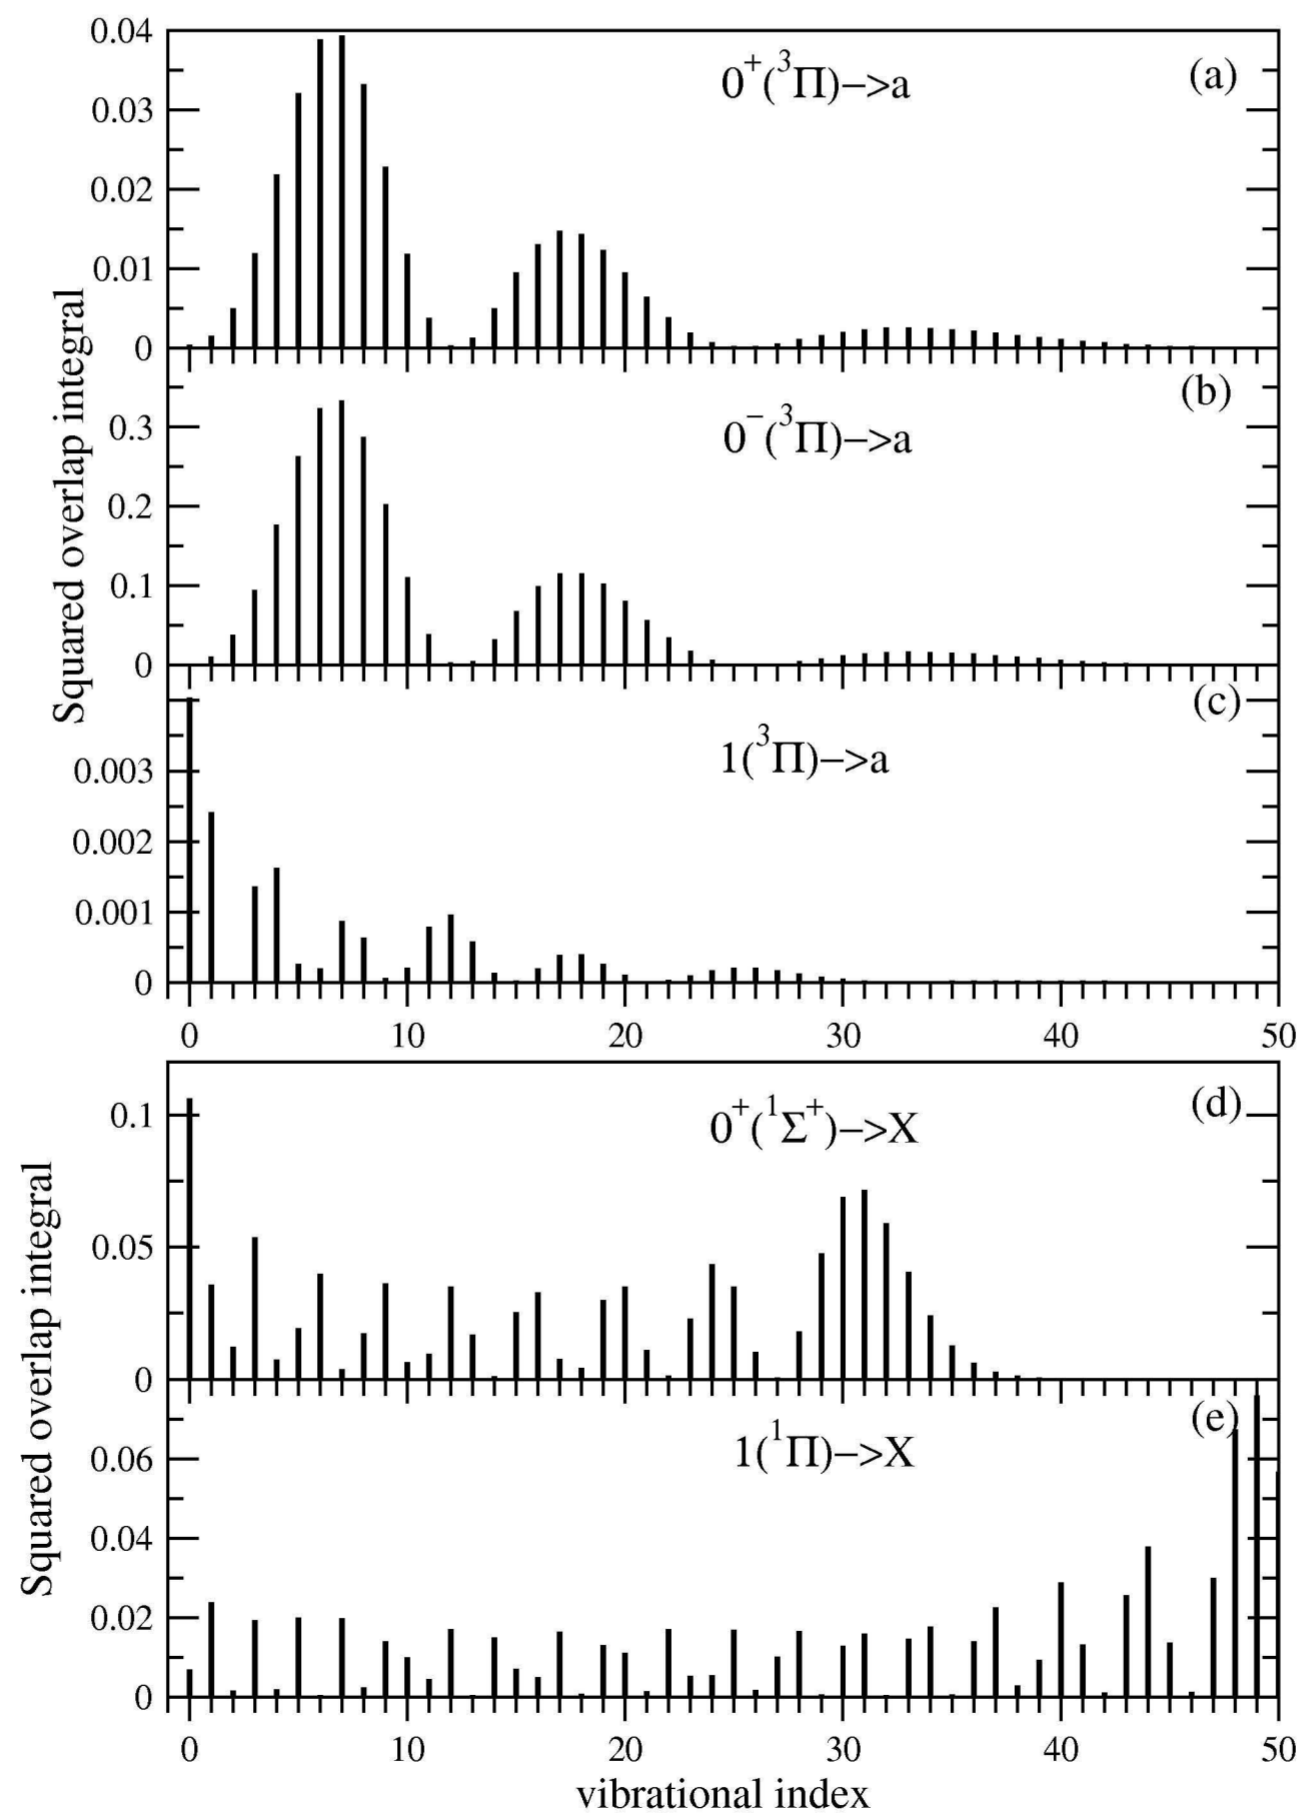 0.04
0⁺(³Π)−>a
(a)
0.03
0.02
0.01
0
Squared overlap integral
(b)
0⁻(³Π)−>a
0.3
0.2
0.1
0
(c)
1(³Π)−>a
0.003
0.002
0.001
0
0 10 20 30 40 50
(d)
0⁺(¹Σ⁺)−>X
0.1
0.05
0
Squared overlap integral
(e)
1(¹Π)−>X
0.06
0.04
0.02
0
0 10 20 30 40 50
vibrational index